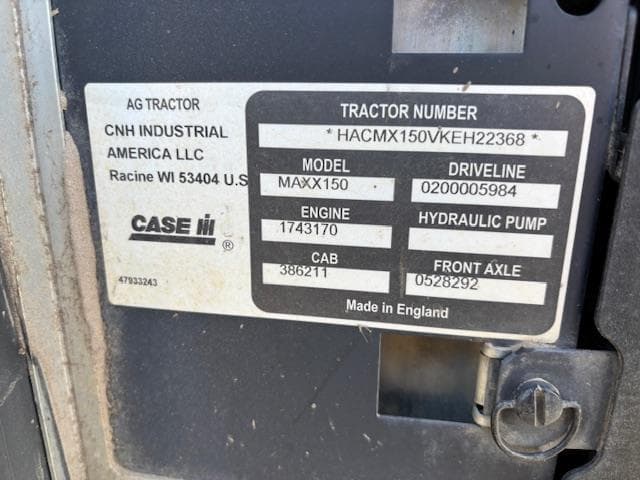 AG TRACTOR
CNH INDUSTRIAL
AMERICA LLC
Racine WI 53404 U.S
CASE IH
®
47933243
TRACTOR NUMBER
* HACMX150VKEH22368 *
MODEL
MAXX150
DRIVELINE
0200005984
ENGINE
1743170
HYDRAULIC PUMP
CAB
386211
FRONT AXLE
0528292
Made in England